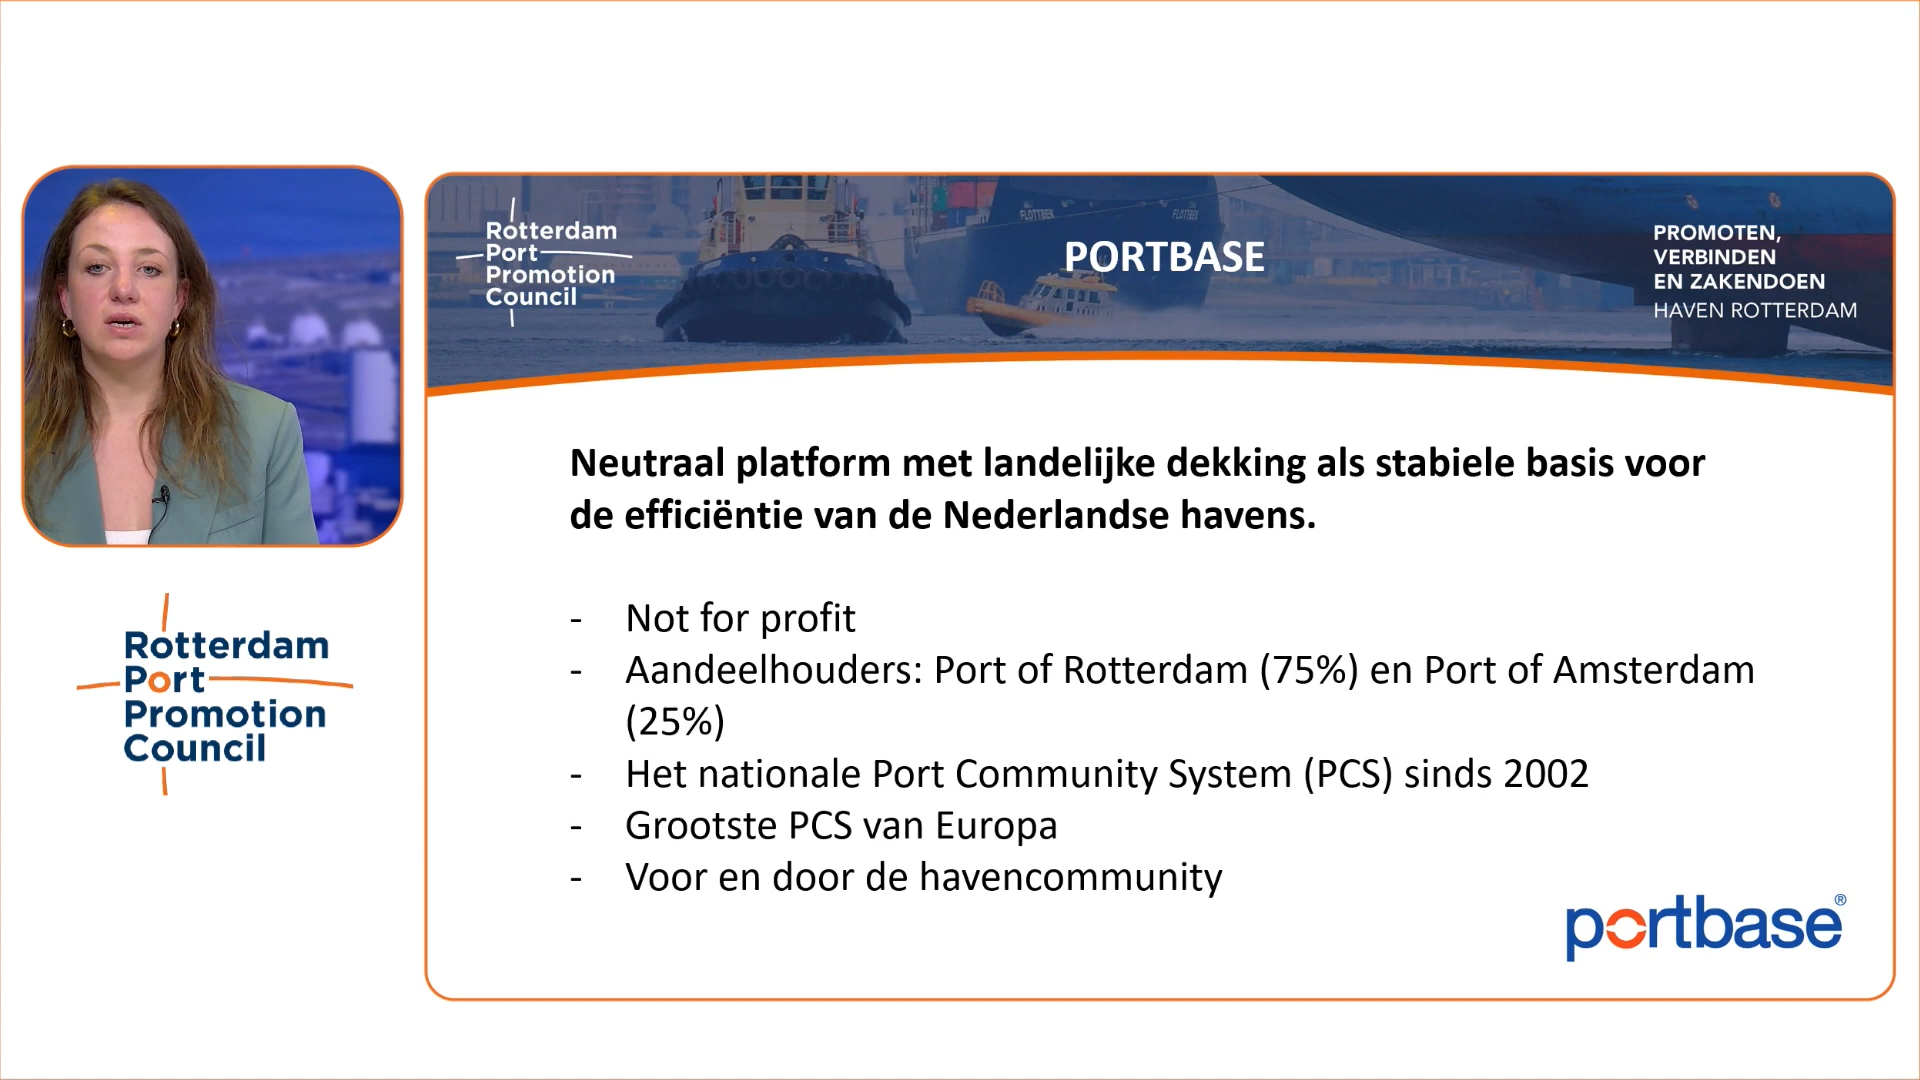 Rotterdam
Port
Promotion
Council
PORTBASE
PROMOTEN,
VERBINDEN
EN ZAKENDOEN
HAVEN ROTTERDAM
FLOTTBEK
FLOTTBEK
Neutraal platform met landelijke dekking als stabiele basis voor
de efficiëntie van de Nederlandse havens.
- Not for profit
- Aandeelhouders: Port of Rotterdam (75%) en Port of Amsterdam
(25%)
- Het nationale Port Community System (PCS) sinds 2002
- Grootste PCS van Europa
- Voor en door de havencommunity
portbase®
Rotterdam
Port
Promotion
Council